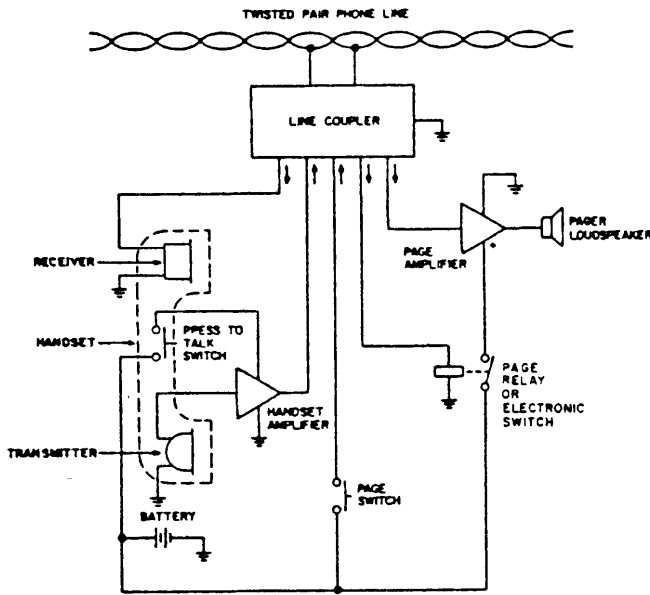 TWISTED PAIR PHONE LINE
LINE COUPLER
PAGER
LOUDSPEAKER
PAGE
AMPLIFIER
RECEIVER
HANDSET
PPESS TO
TALK
SWITCH
HANDSET
AMPLIFIER
PAGE
RELAY
OR
ELECTRONIC
SWITCH
TRANSMITTER
PAGE
SWITCH
BATTERY
+